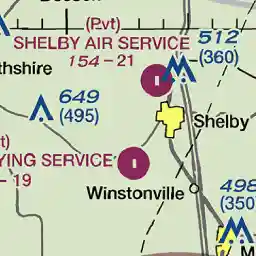 (Pvt)
SHELBY AIR SERVICE
154 - 21
512
(360)
thshire
649
(495)
Shelby
t)
YING SERVICE
- 19
Winstonville
498
(350)
M